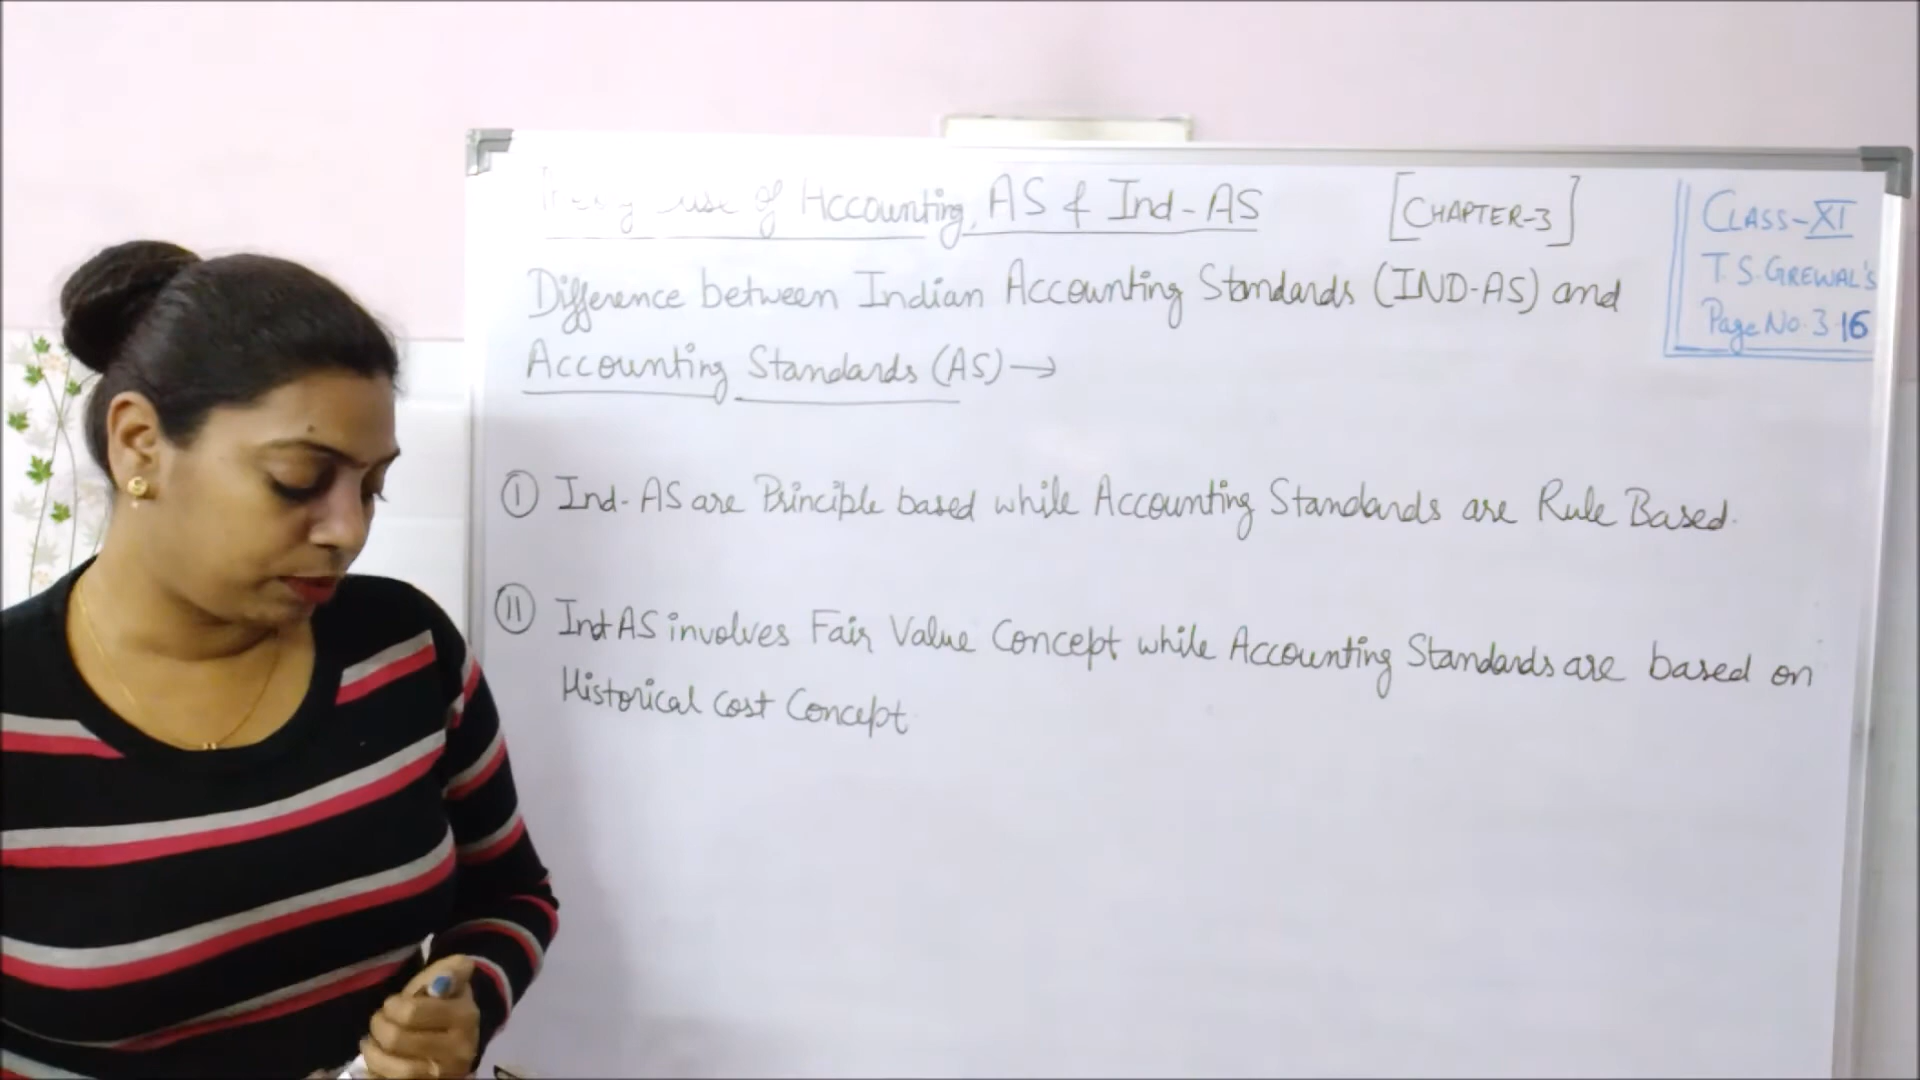 use of Accounting, AS & Ind-AS [CHAPTER-3]
CLASS-XI
T.S. GREWAL'S
Page No. 3.16
Difference between Indian Accounting Standards (IND-AS) and
Accounting Standards (AS) →
I Ind-AS are Principle based while Accounting Standards are Rule Based.
II Ind AS involves Fair Value Concept while Accounting Standards are based on
Historical Cost Concept